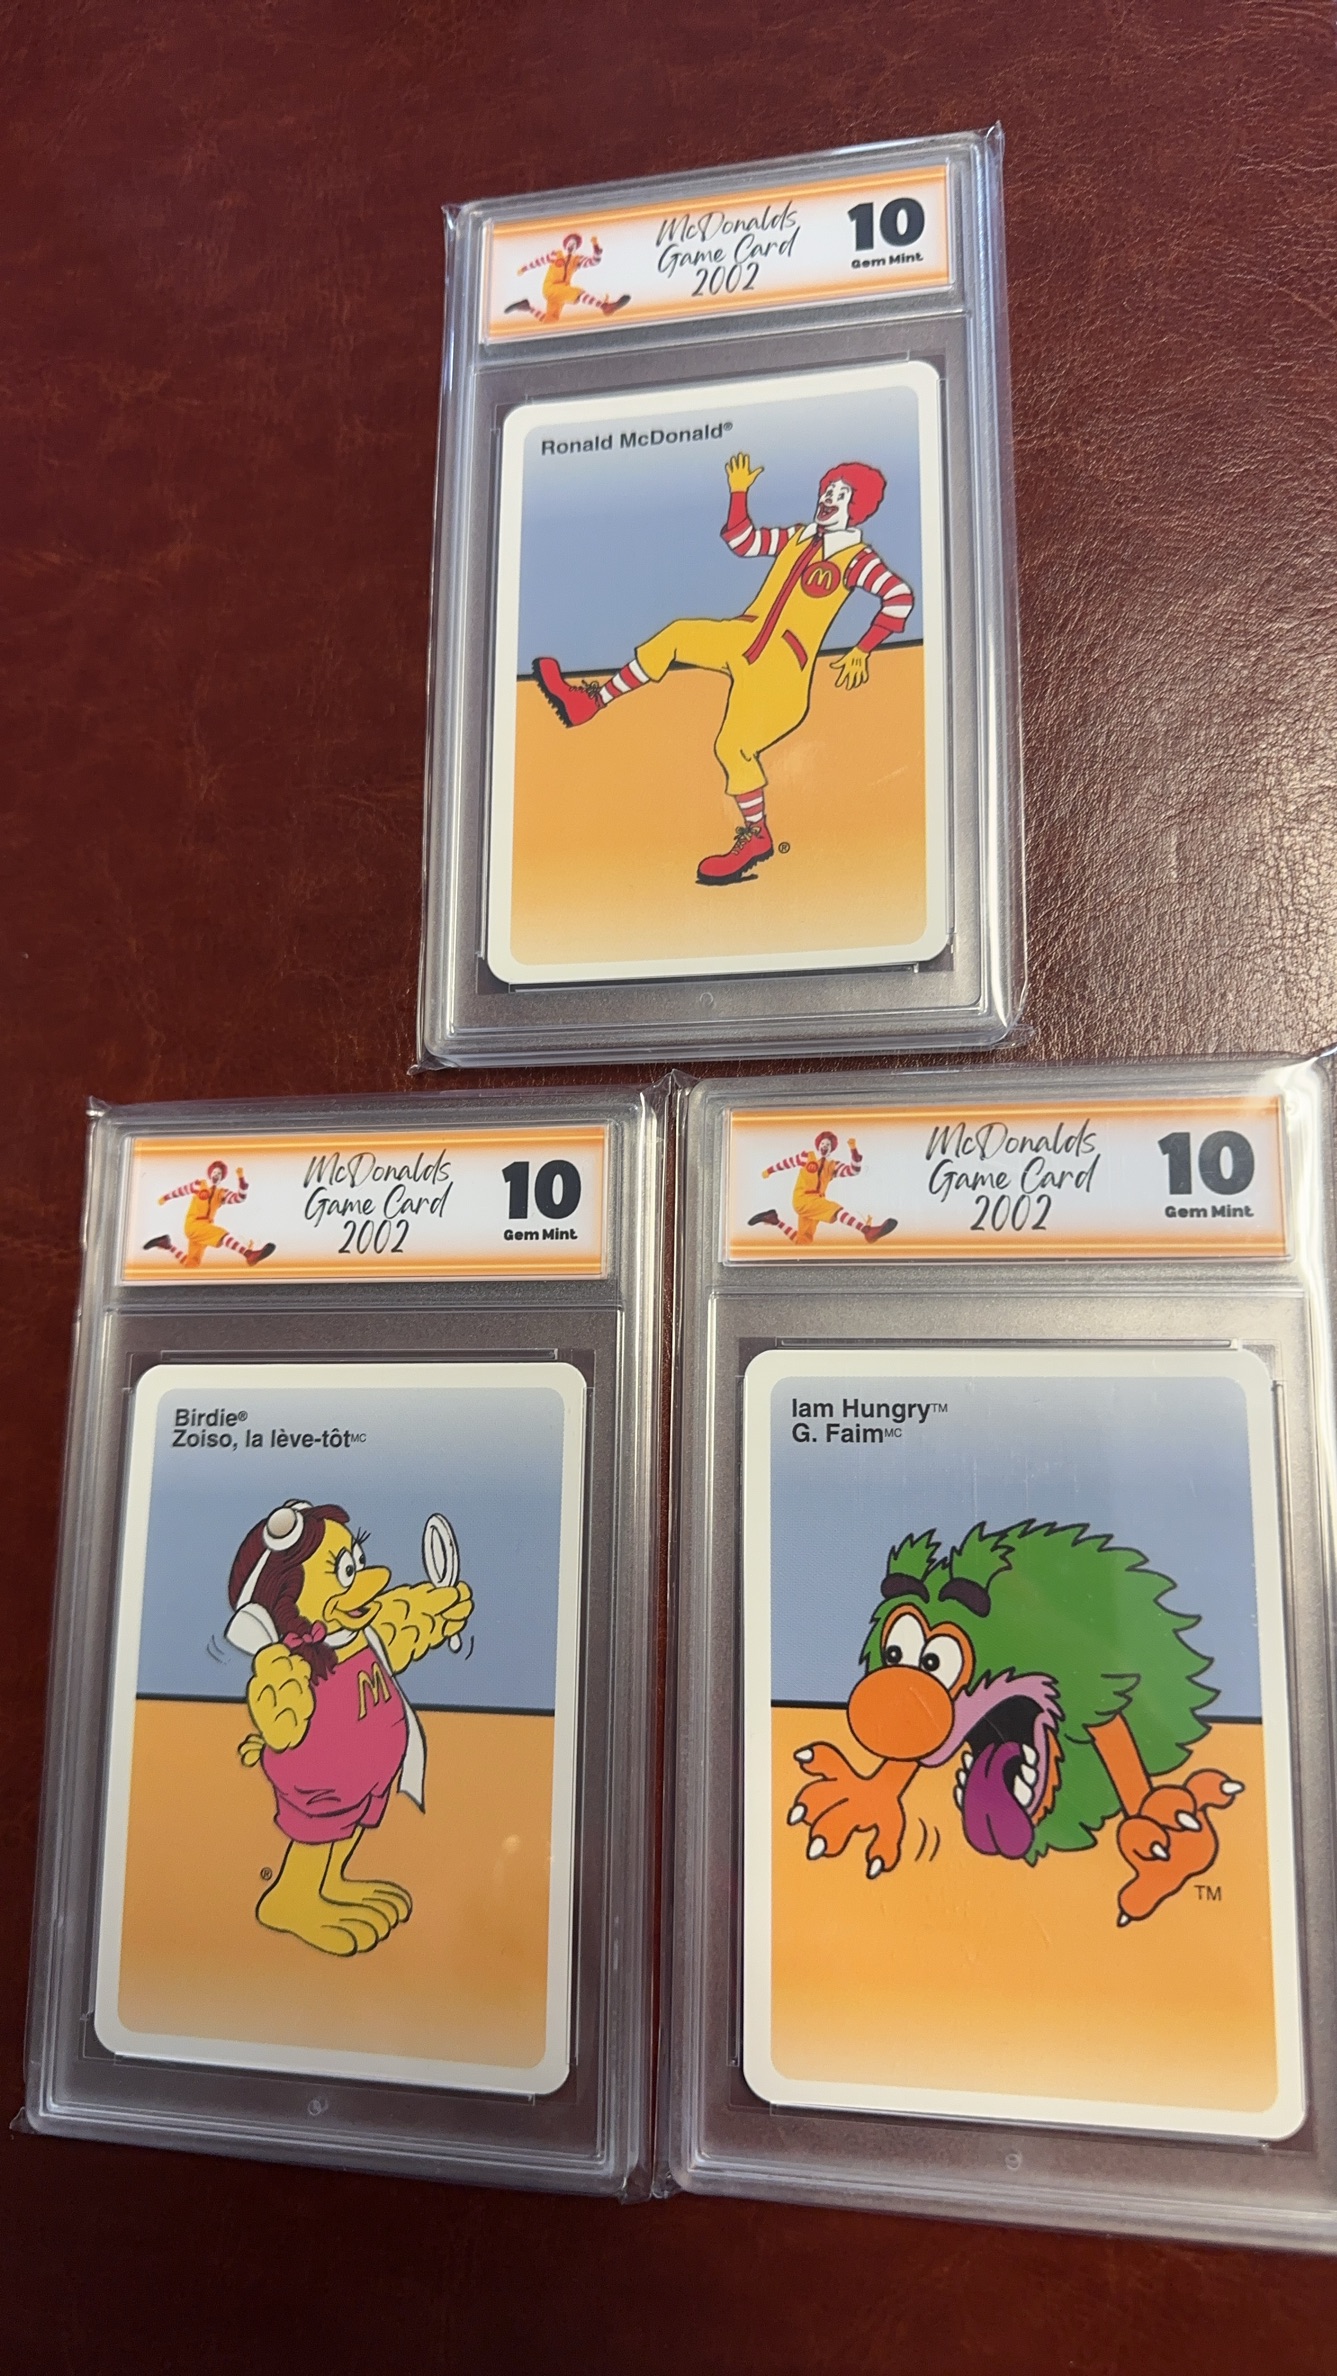 McDonalds
Game Card
2002
10
Gem Mint
Ronald McDonald®
M
®
McDonalds
Game Card
2002
10
Gem Mint
Birdie®
Zoiso, la lève-tôtMC
M
®
McDonalds
Game Card
2002
10
Gem Mint
Iam Hungry™
G. FaimMC
TM